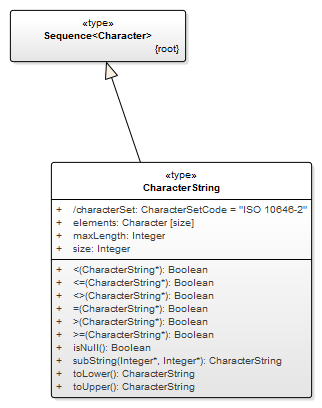 «type»
Sequence<Character>
{root}
«type»
CharacterString
+ /characterSet: CharacterSetCode = "ISO 10646-2"
+ elements: Character [size]
+ maxLength: Integer
+ size: Integer
+ <(CharacterString*): Boolean
+ <=(CharacterString*): Boolean
+ <>(CharacterString*): Boolean
+ =(CharacterString*): Boolean
+ >(CharacterString*): Boolean
+ >=(CharacterString*): Boolean
+ isNull(): Boolean
+ subString(Integer*, Integer*): CharacterString
+ toLower(): CharacterString
+ toUpper(): CharacterString